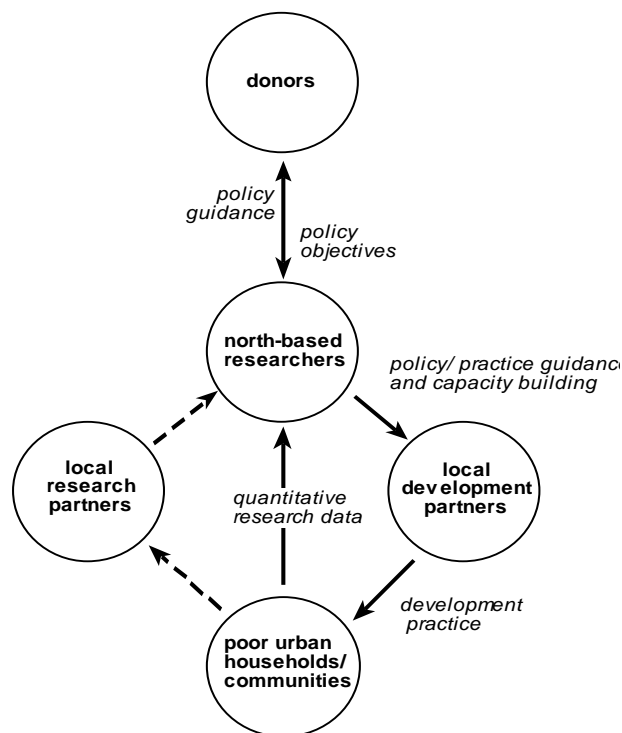 donors
policy
guidance
policy
objectives
north-based
researchers
policy/ practice guidance
and capacity building
local
research
partners
quantitative
research data
local
development
partners
development
practice
poor urban
households/
communities